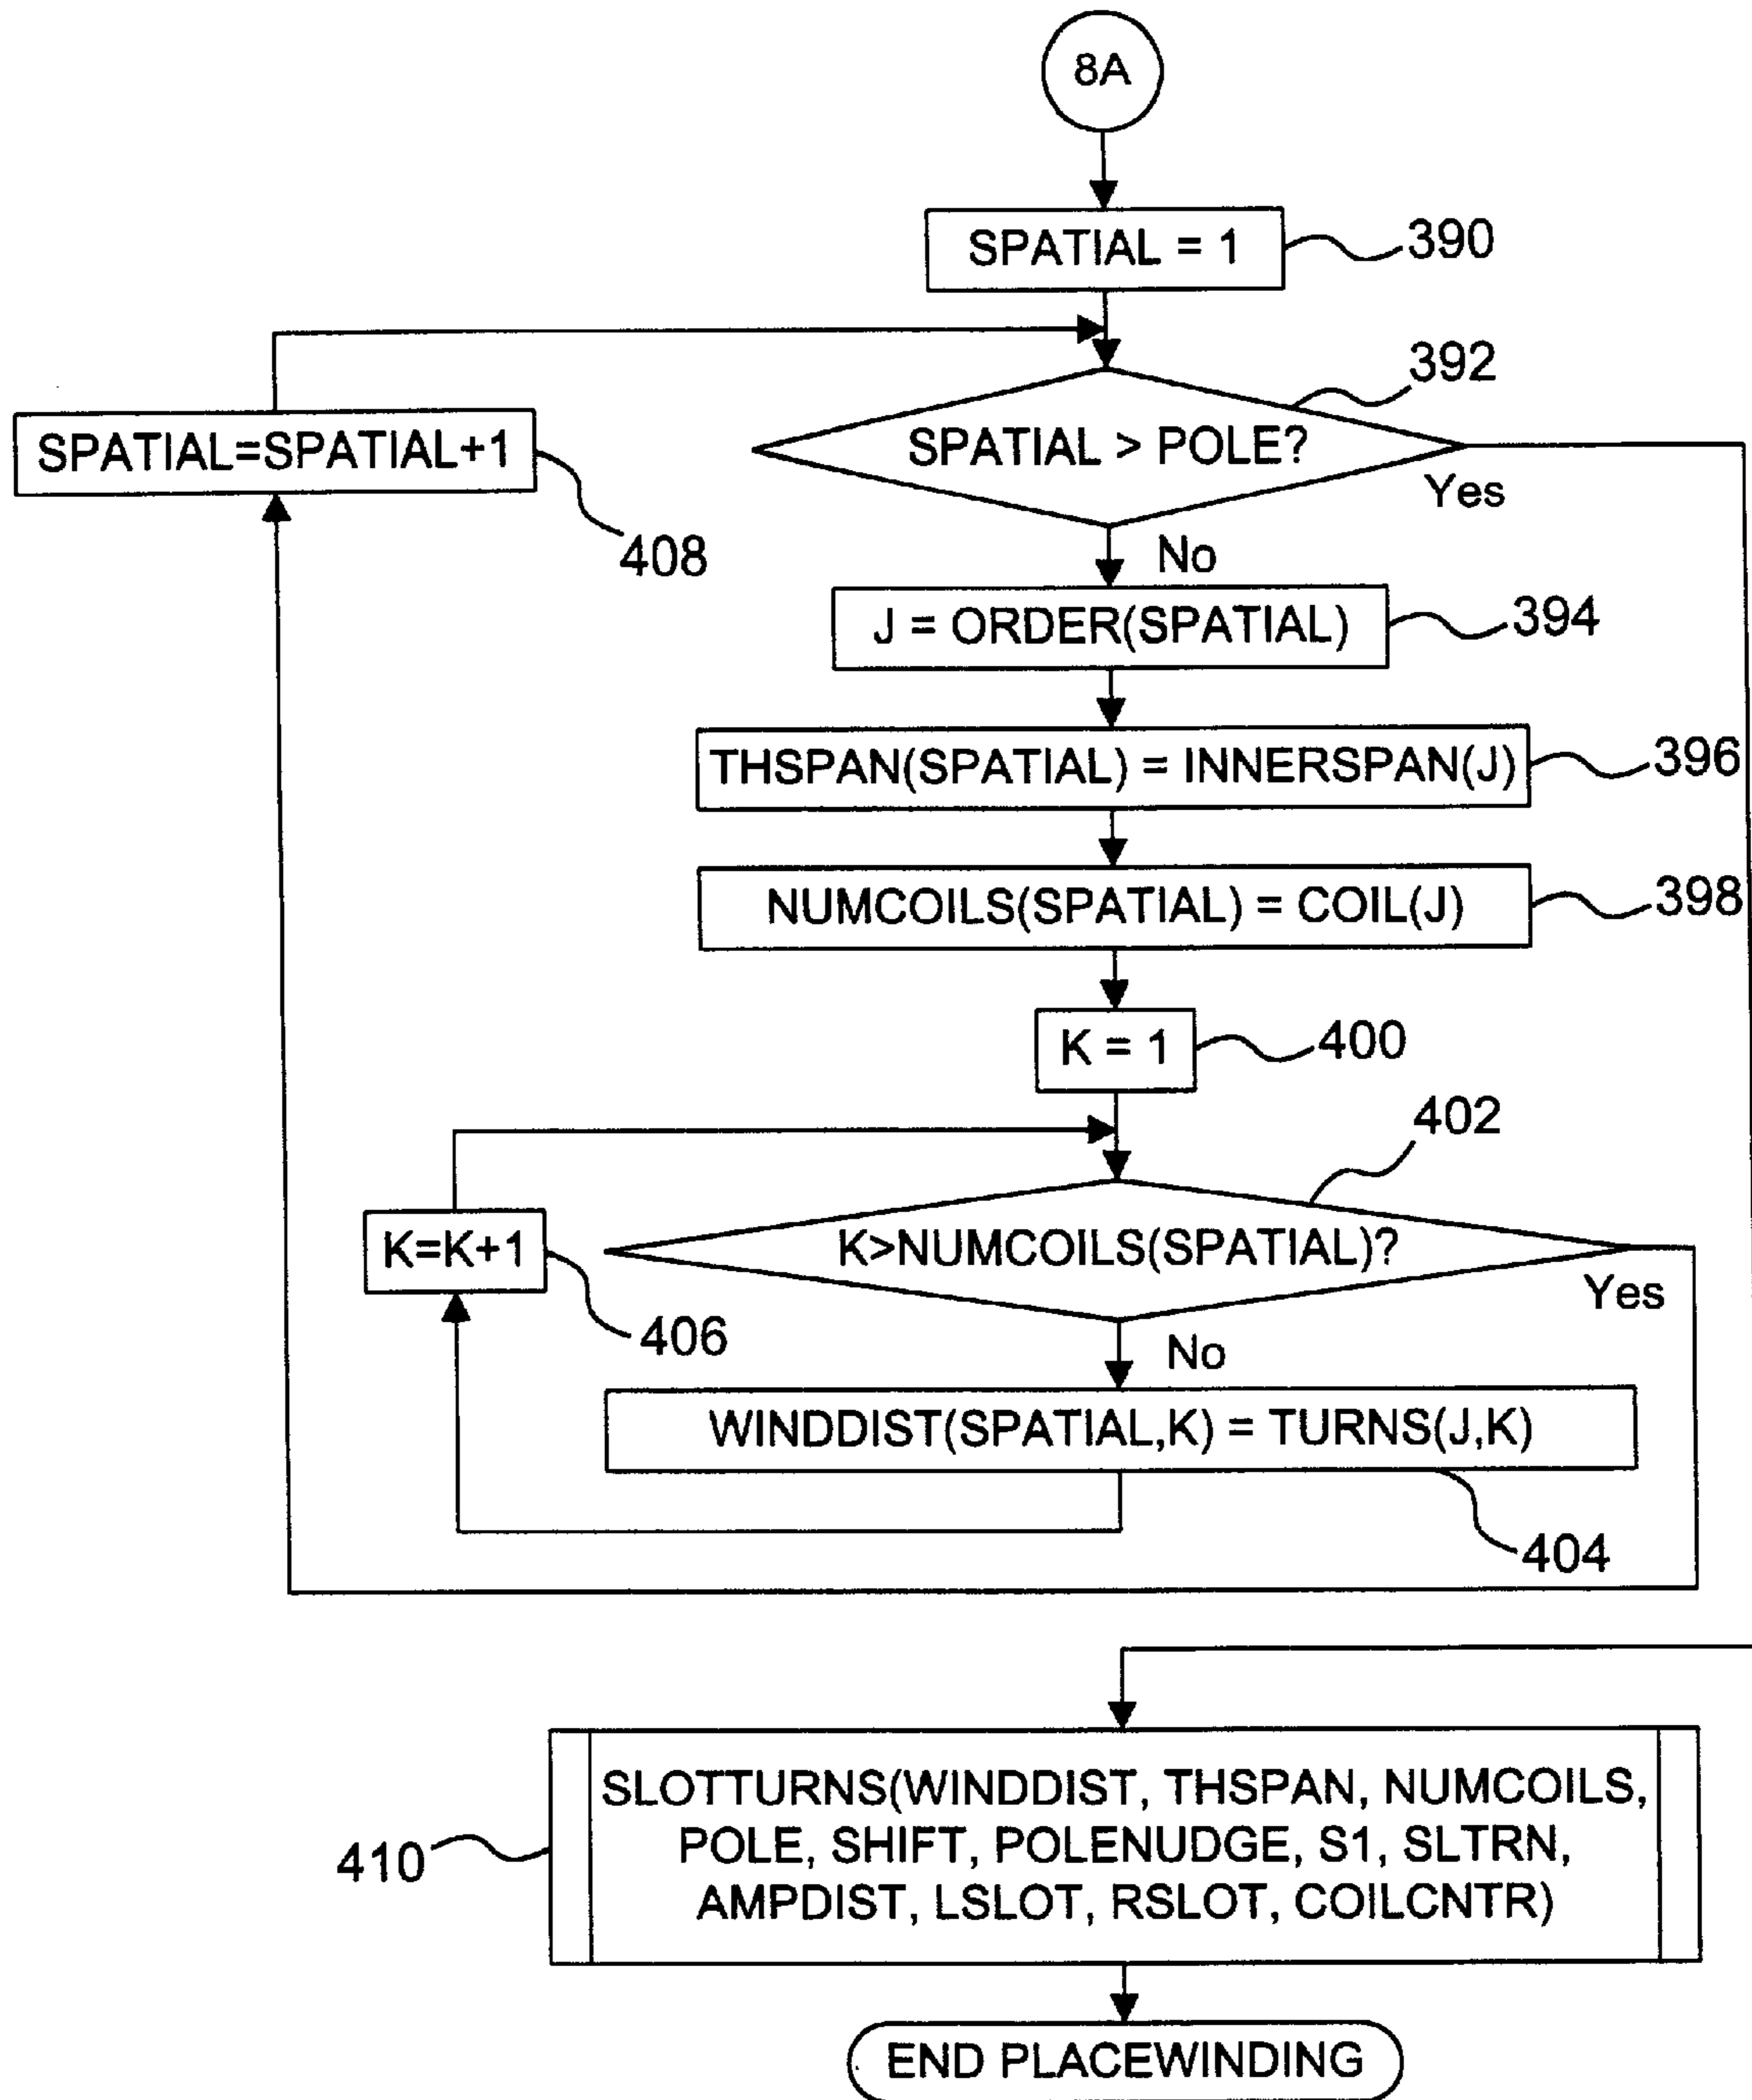 8A
SPATIAL = 1
390
392
SPATIAL=SPATIAL+1
SPATIAL > POLE?
Yes
408
No
J = ORDER(SPATIAL)
394
THSPAN(SPATIAL) = INNERSPAN(J)
396
NUMCOILS(SPATIAL) = COIL(J)
398
K = 1
400
402
K=K+1
K>NUMCOILS(SPATIAL)?
Yes
406
No
WINDDIST(SPATIAL,K) = TURNS(J,K)
404
SLOTTURNS(WINDDIST, THSPAN, NUMCOILS,
POLE, SHIFT, POLENUDGE, S1, SLTRN,
AMPDIST, LSLOT, RSLOT, COILCNTR)
410
END PLACEWINDING